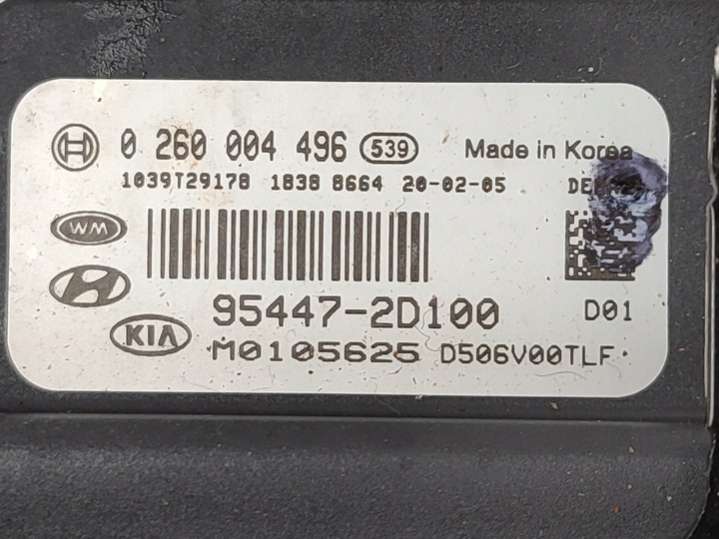 0 260 004 496 539 Made in Korea
1039T29178 1838 8664 20-02-05
WM
95447-2D100 D01
KIA
M0105625 D506V00TLF